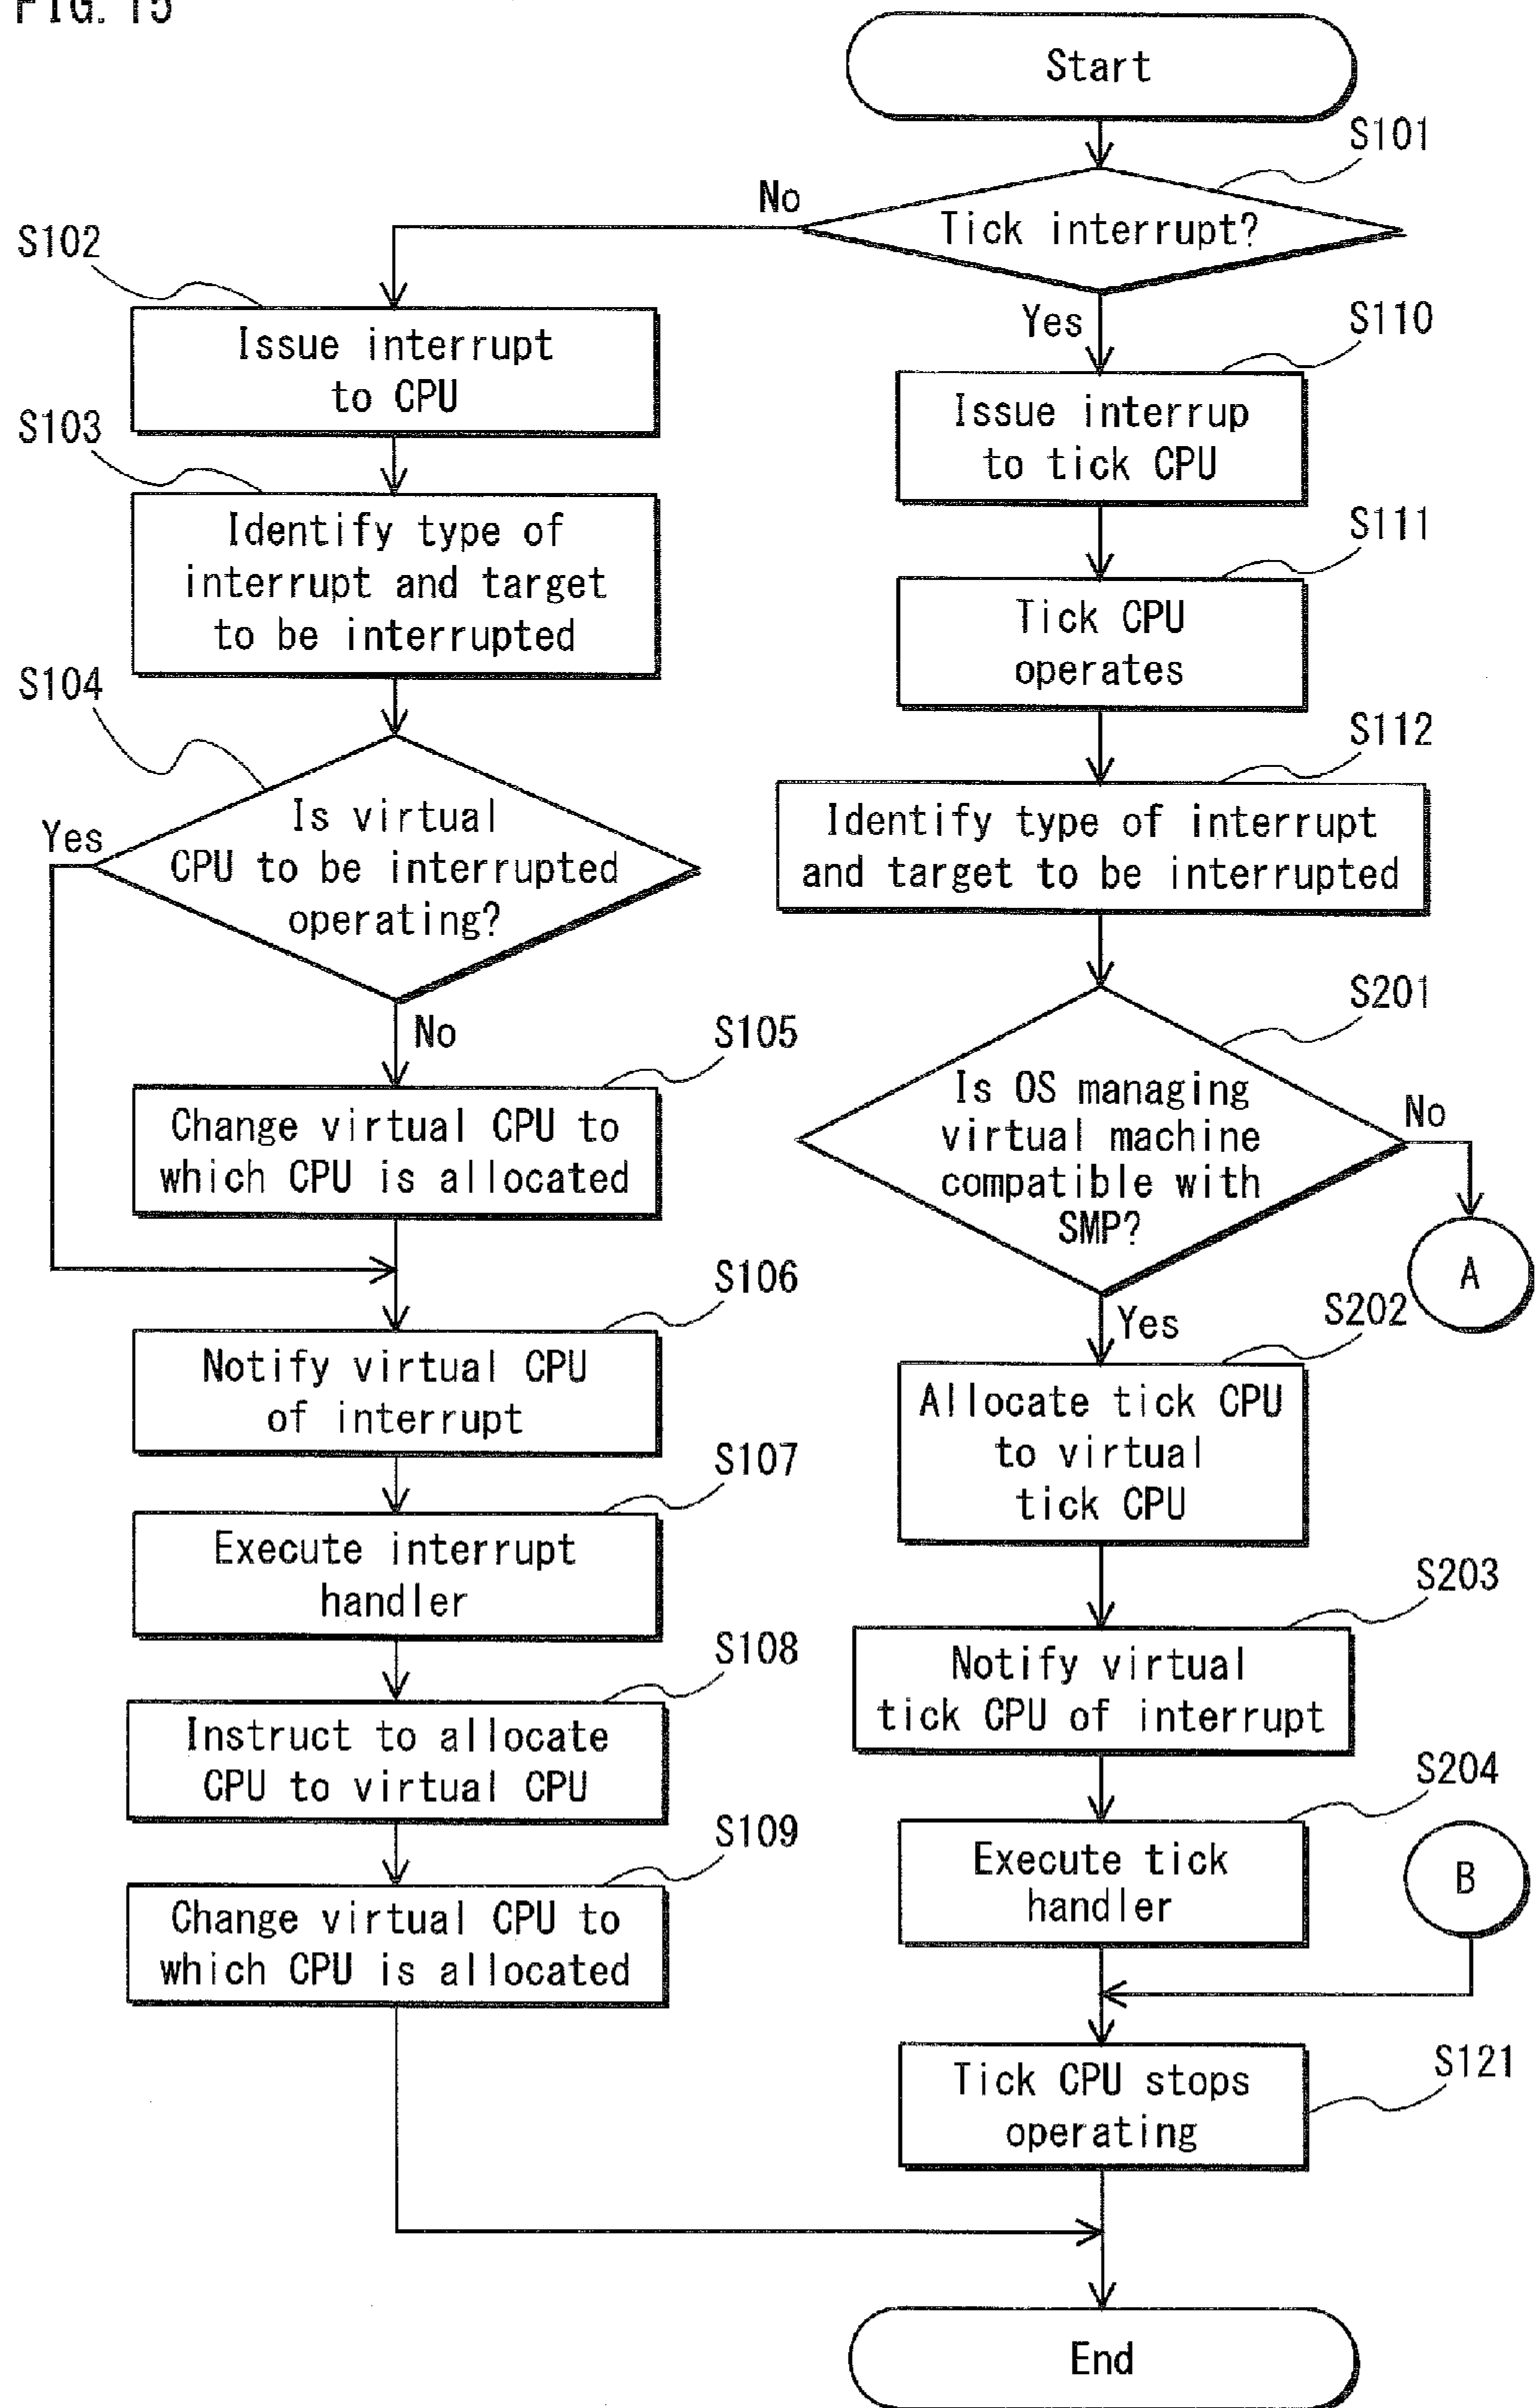 FIG. 15
Start
S101
No
Tick interrupt?
S102
Issue interrupt
to CPU
Yes
S110
Issue interrup
to tick CPU
S103
Identify type of
interrupt and target
to be interrupted
S111
Tick CPU
operates
S104
Is virtual
CPU to be interrupted
operating?
Yes
S112
Identify type of interrupt
and target to be interrupted
No
S105
Change virtual CPU to
which CPU is allocated
S201
Is OS managing
virtual machine
compatible with
SMP?
No
A
S106
Notify virtual CPU
of interrupt
Yes
S202
Allocate tick CPU
to virtual
tick CPU
S107
Execute interrupt
handler
S203
Notify virtual
tick CPU of interrupt
S108
Instruct to allocate
CPU to virtual CPU
S204
Execute tick
handler
B
S109
Change virtual CPU to
which CPU is allocated
S121
Tick CPU stops
operating
End